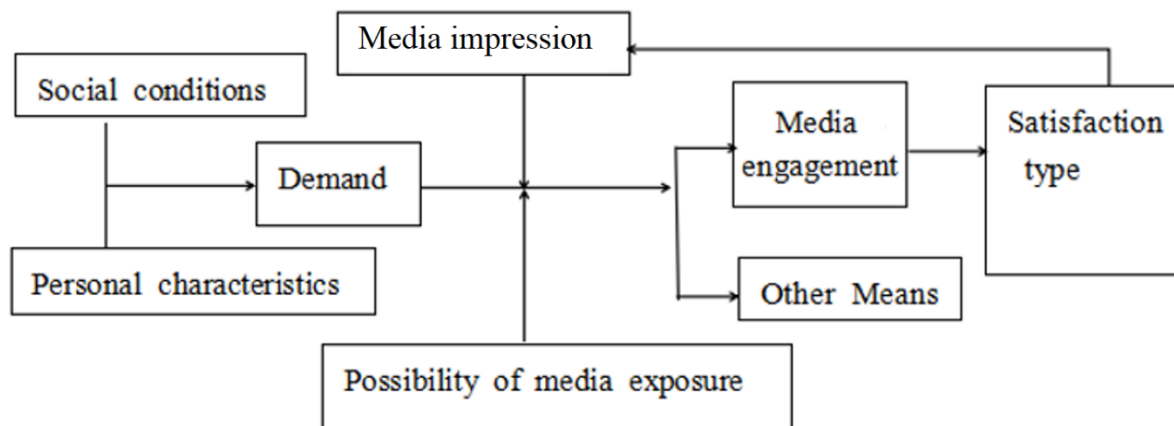 Media impression
Social conditions
Demand
Personal characteristics
Possibility of media exposure
Media
engagement
Other Means
Satisfaction
type